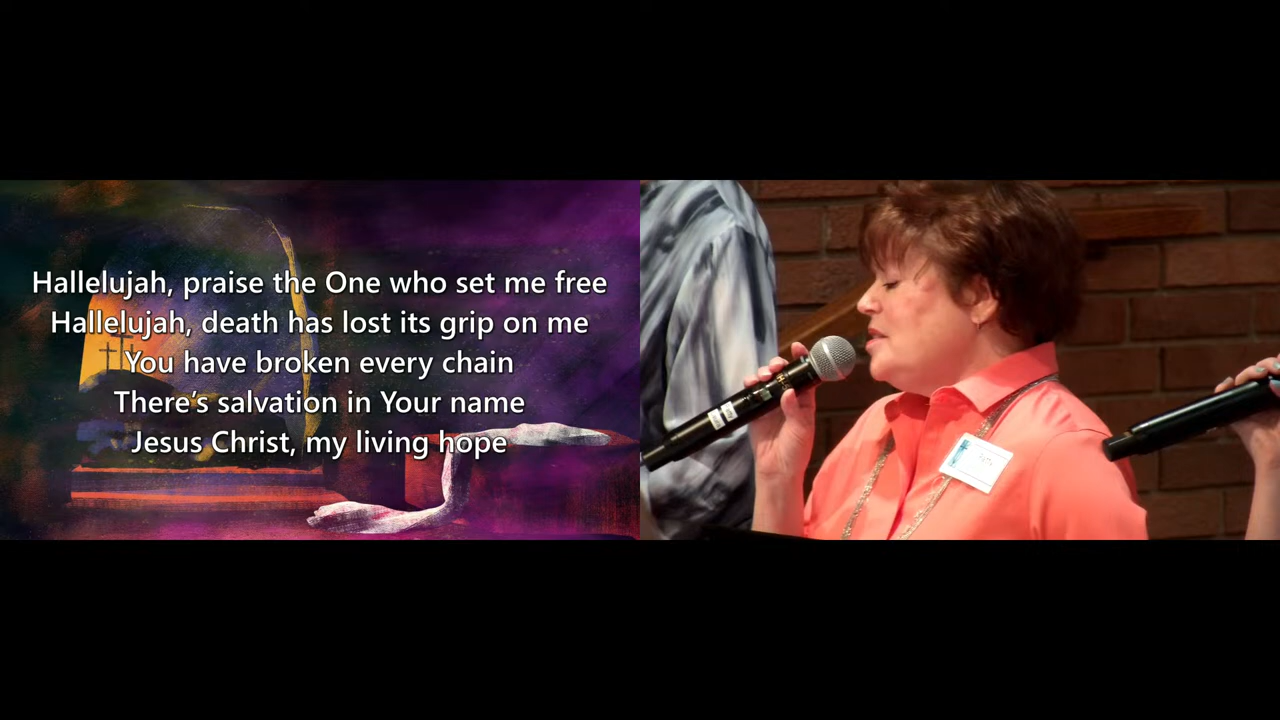 Hallelujah, praise the One who set me free
Hallelujah, death has lost its grip on me
You have broken every chain
There’s salvation in Your name
Jesus Christ, my living hope